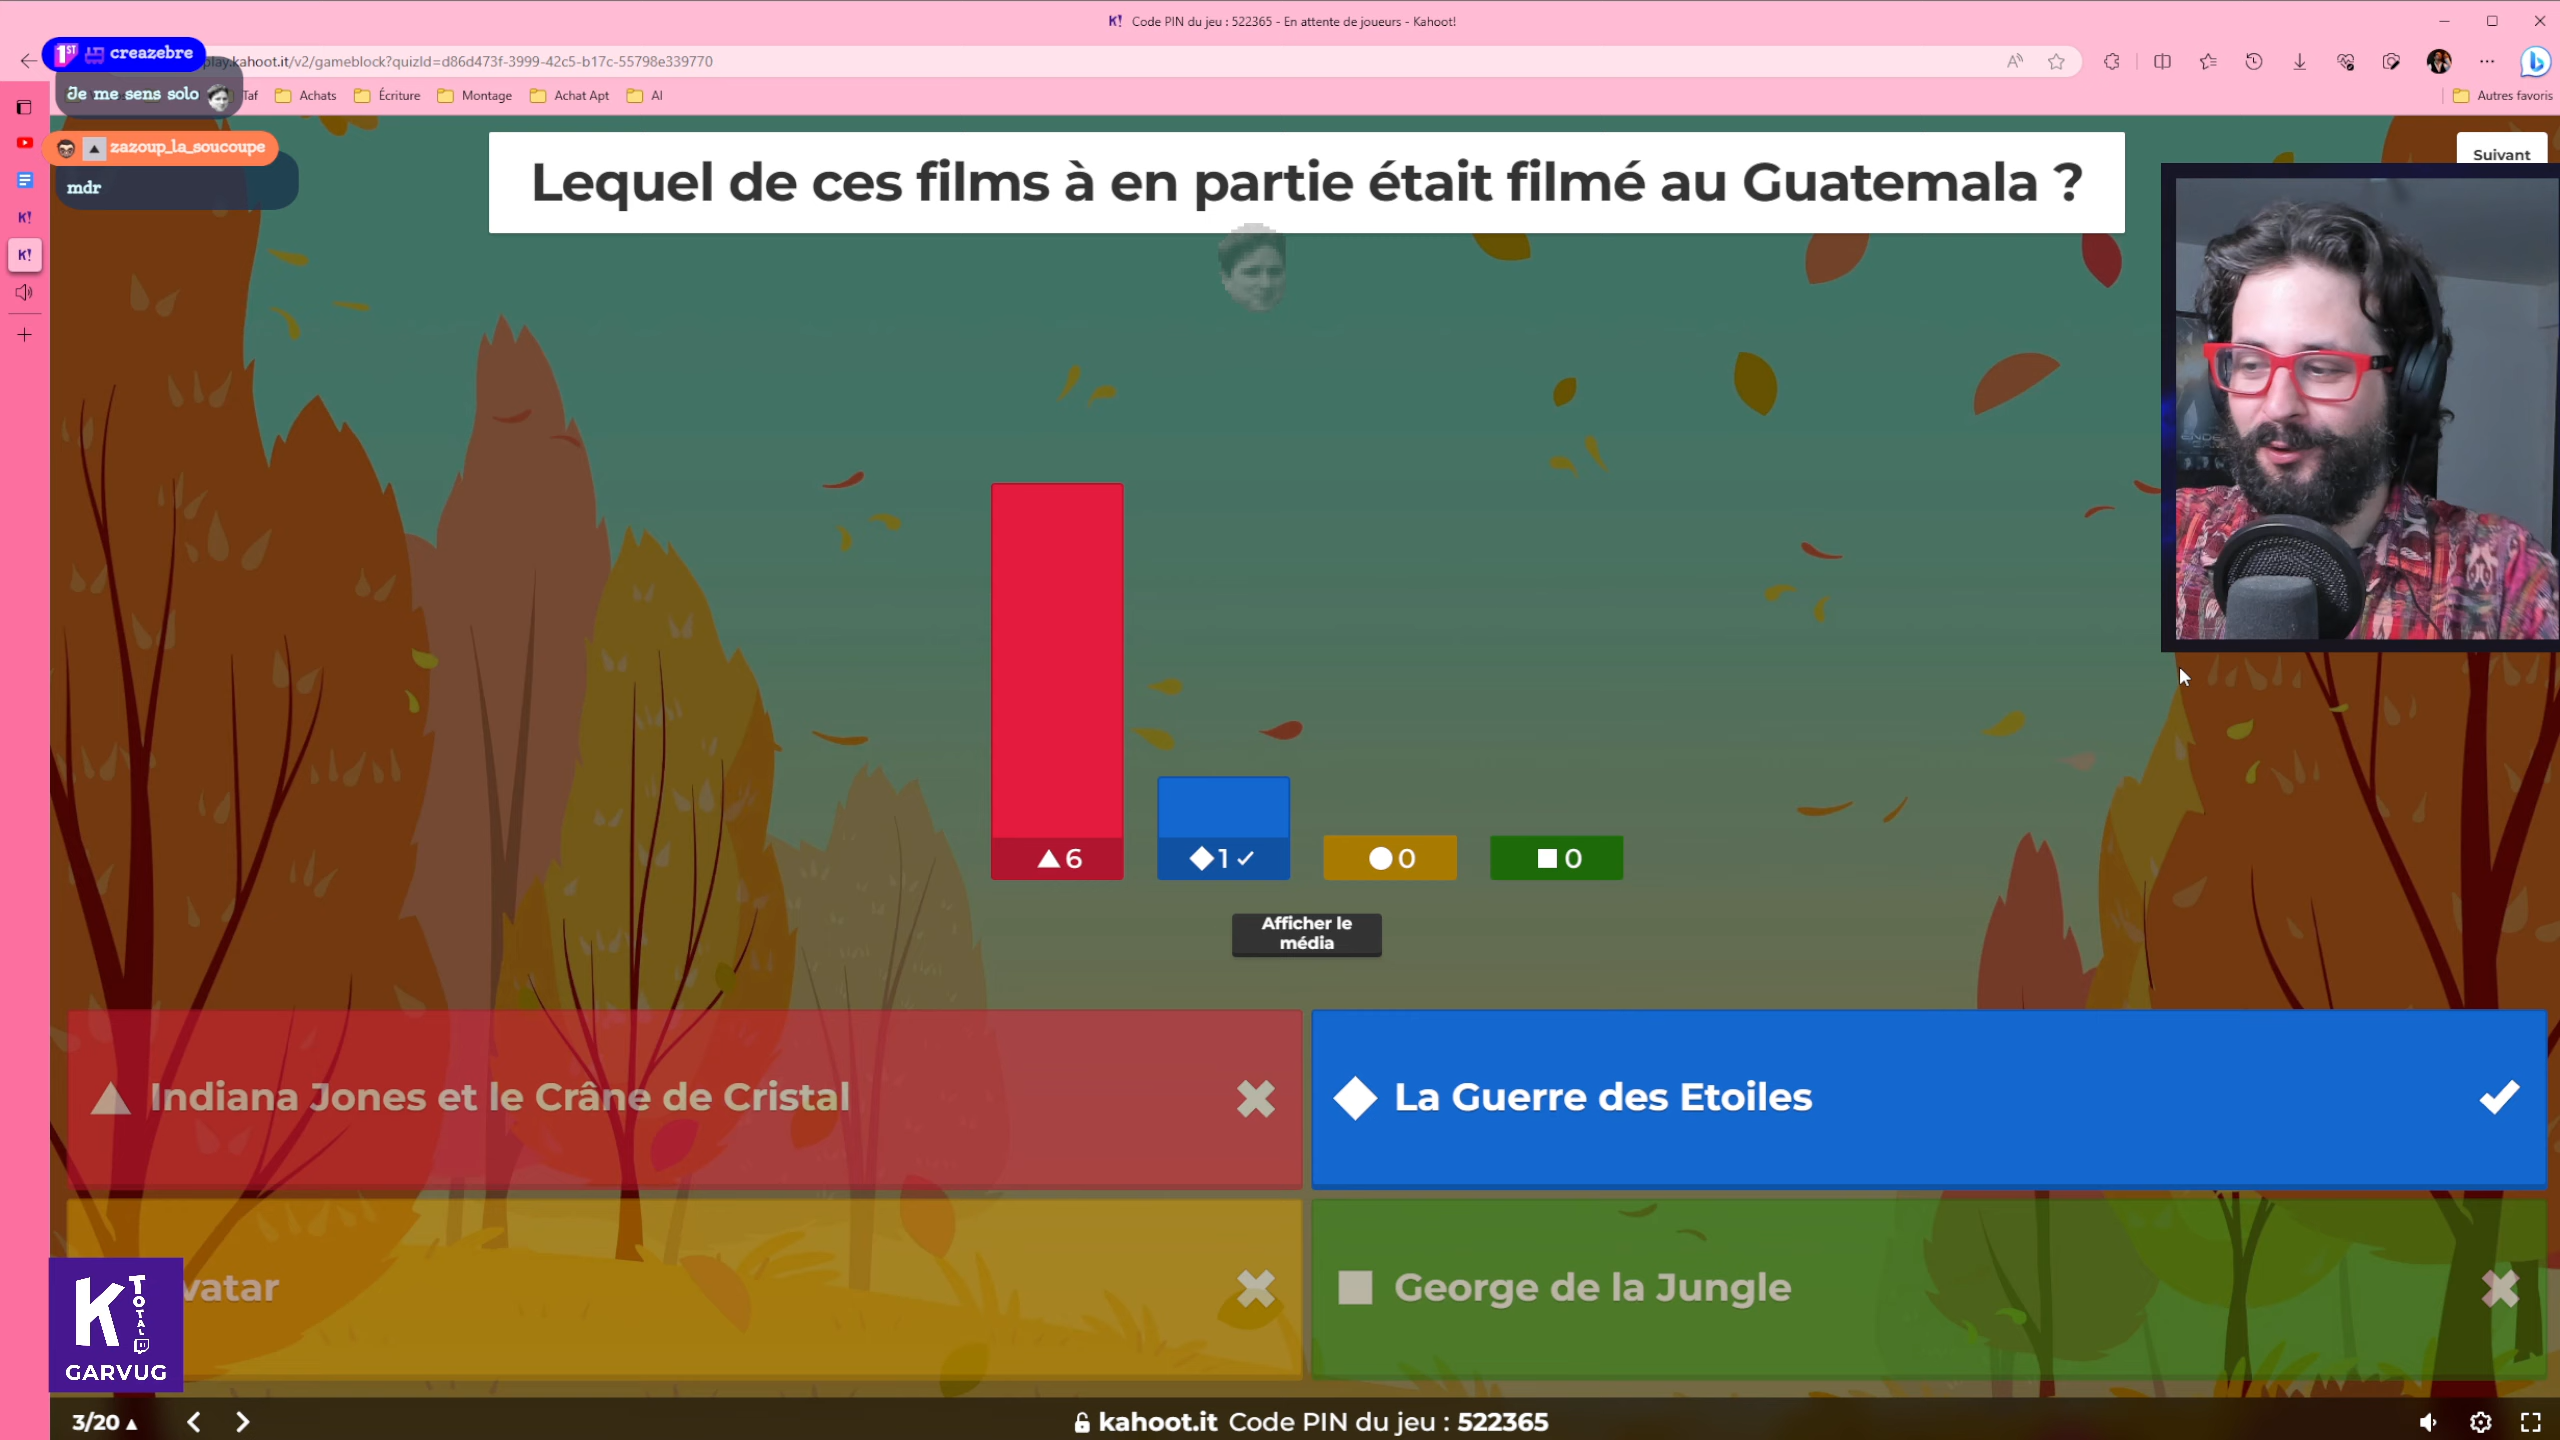 Code PIN du jeu : 522365 - En attente de joueurs - Kahoot!
1ST creazebre
play.kahoot.it/v2/gameblock?quizId=d86d473f-3999-42c5-b17c-55798e339770
Je me sens solo
Taf Achats Écriture Montage Achat Apt AI Autres favoris
zazoup_la_soucoupe
mdr
Lequel de ces films à en partie était filmé au Guatemala ?
Suivant
6
1
0
0
Afficher le
média
Indiana Jones et le Crâne de Cristal
La Guerre des Etoiles
vatar
George de la Jungle
K TOTAL
GARVUG
3/20
kahoot.it Code PIN du jeu : 522365